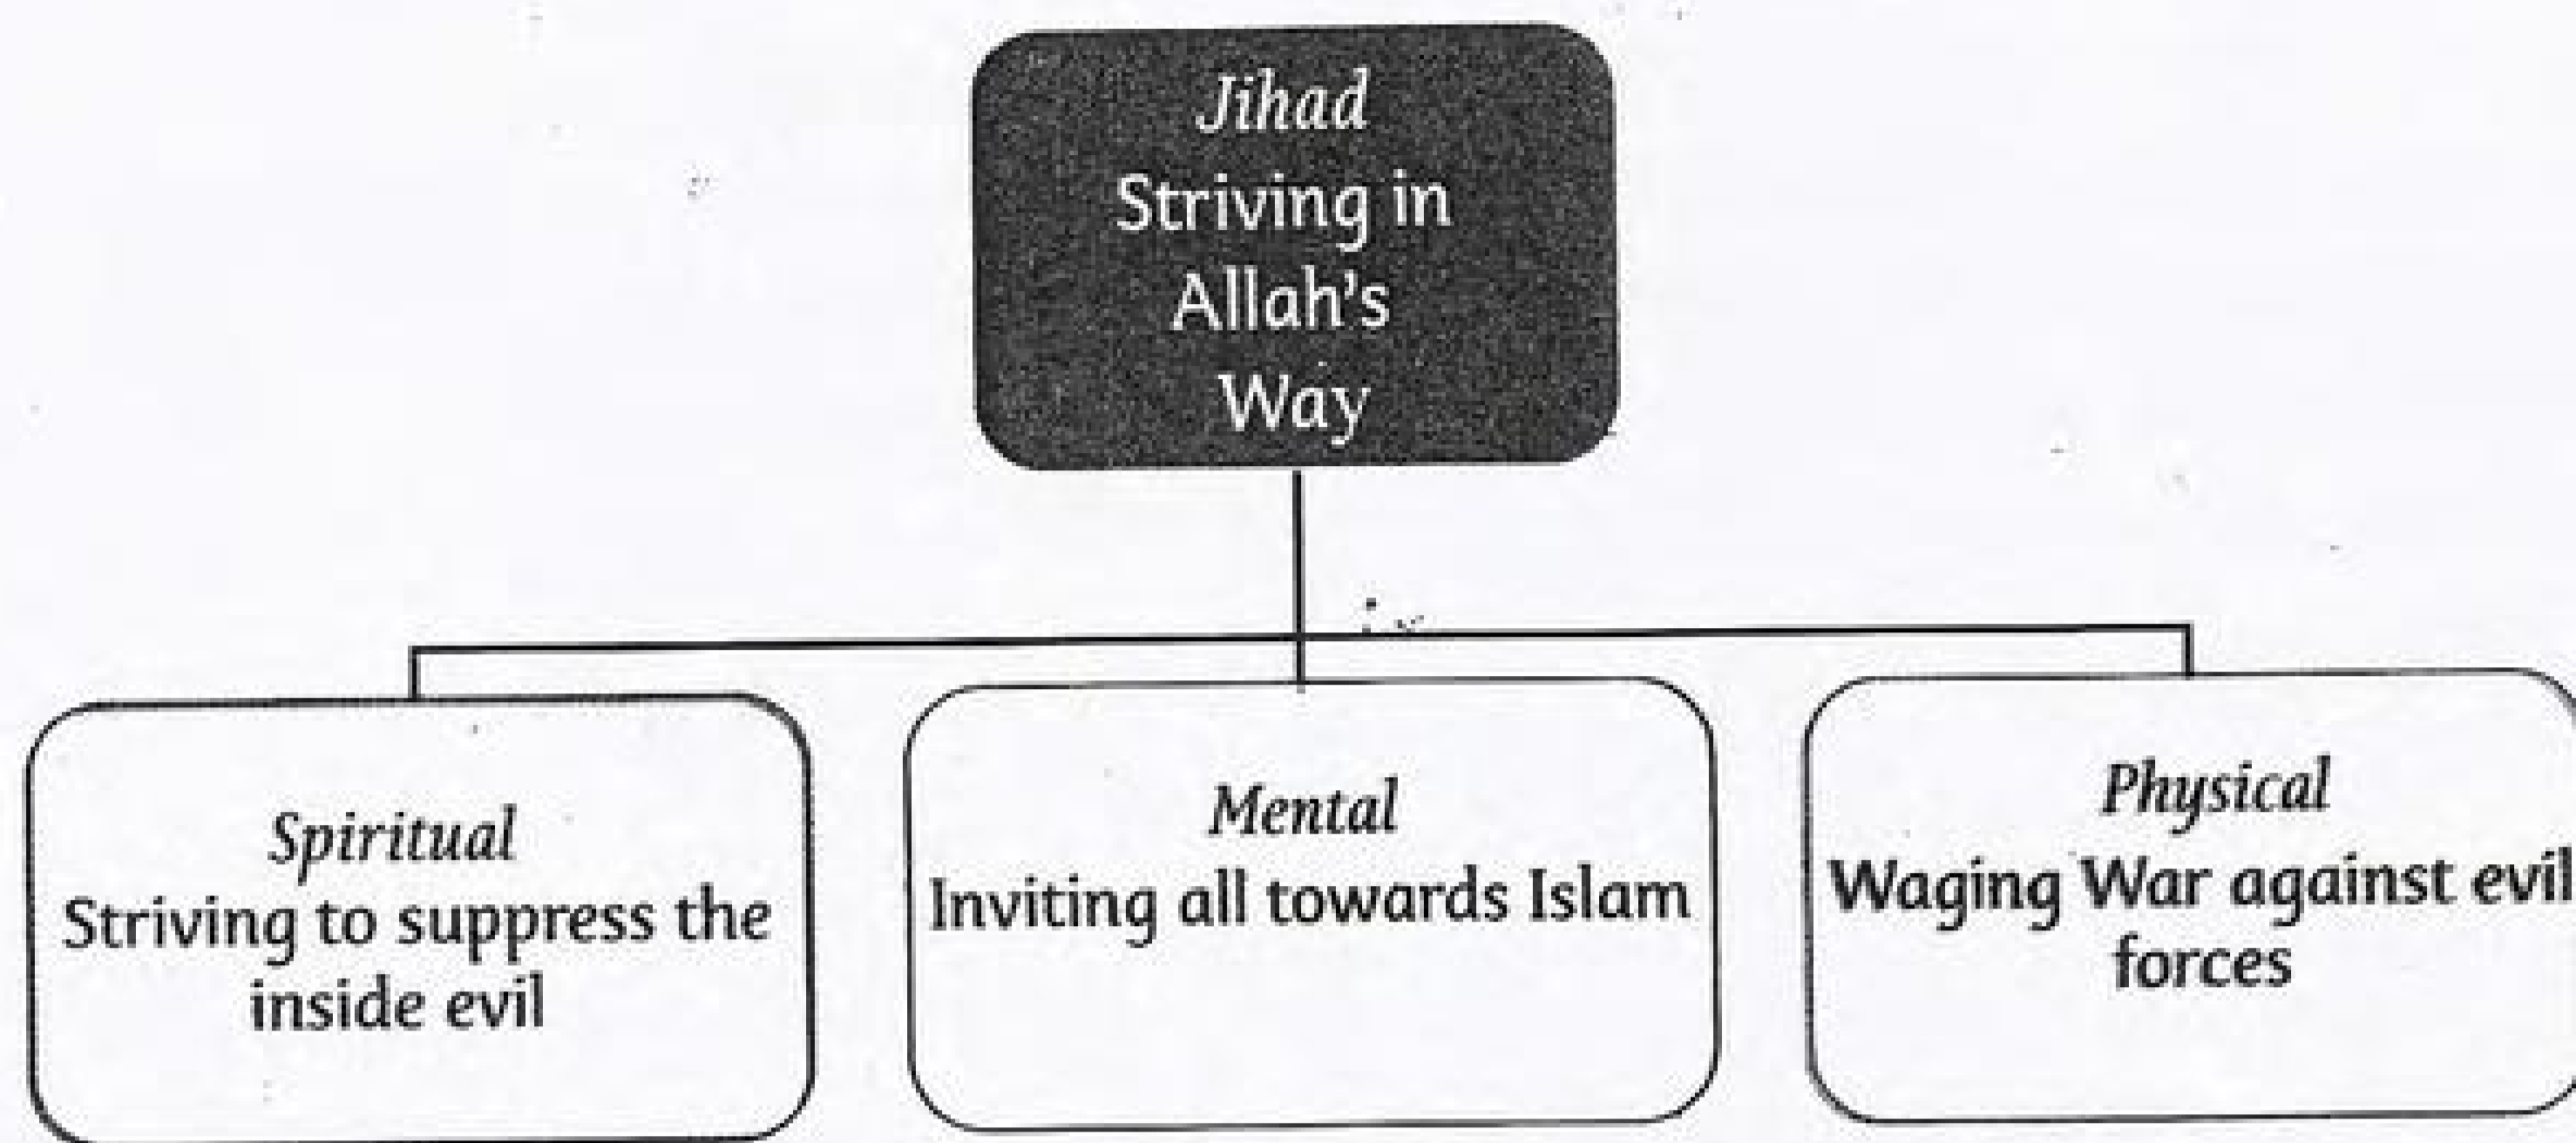 Jihad
Striving in
Allah's
Way
Spiritual
Striving to suppress the
inside evil
Mental
Inviting all towards Islam
Physical
Waging War against evil
forces